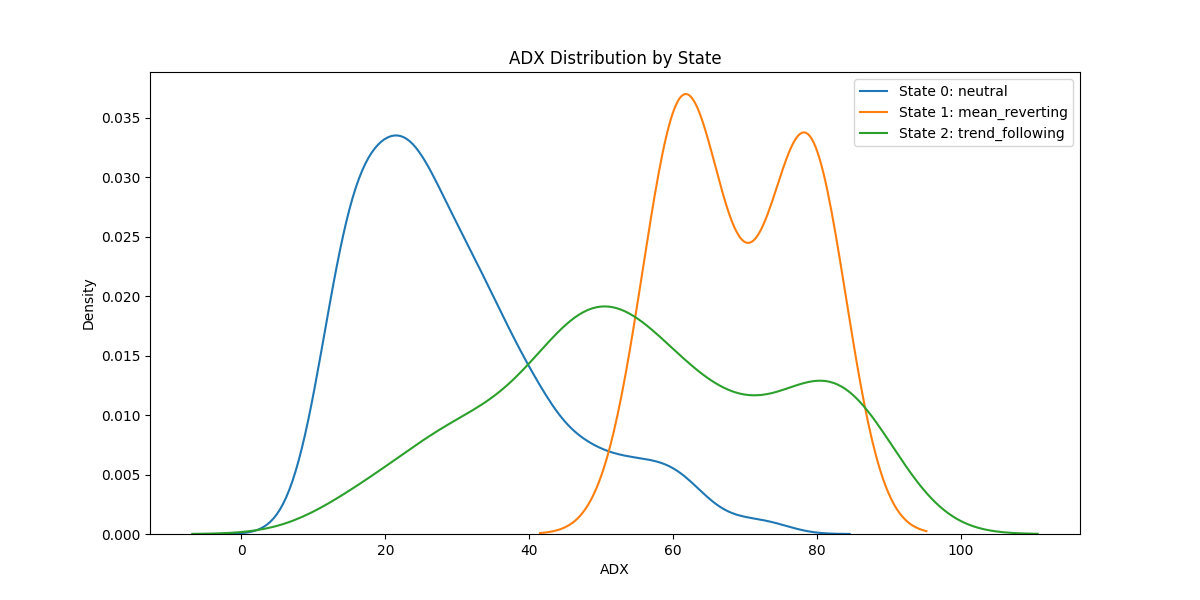 ADX Distribution by State
State 0: neutral
State 1: mean_reverting
State 2: trend_following
Density
0.035
0.030
0.025
0.020
0.015
0.010
0.005
0.000
0 20 40 60 80 100
ADX